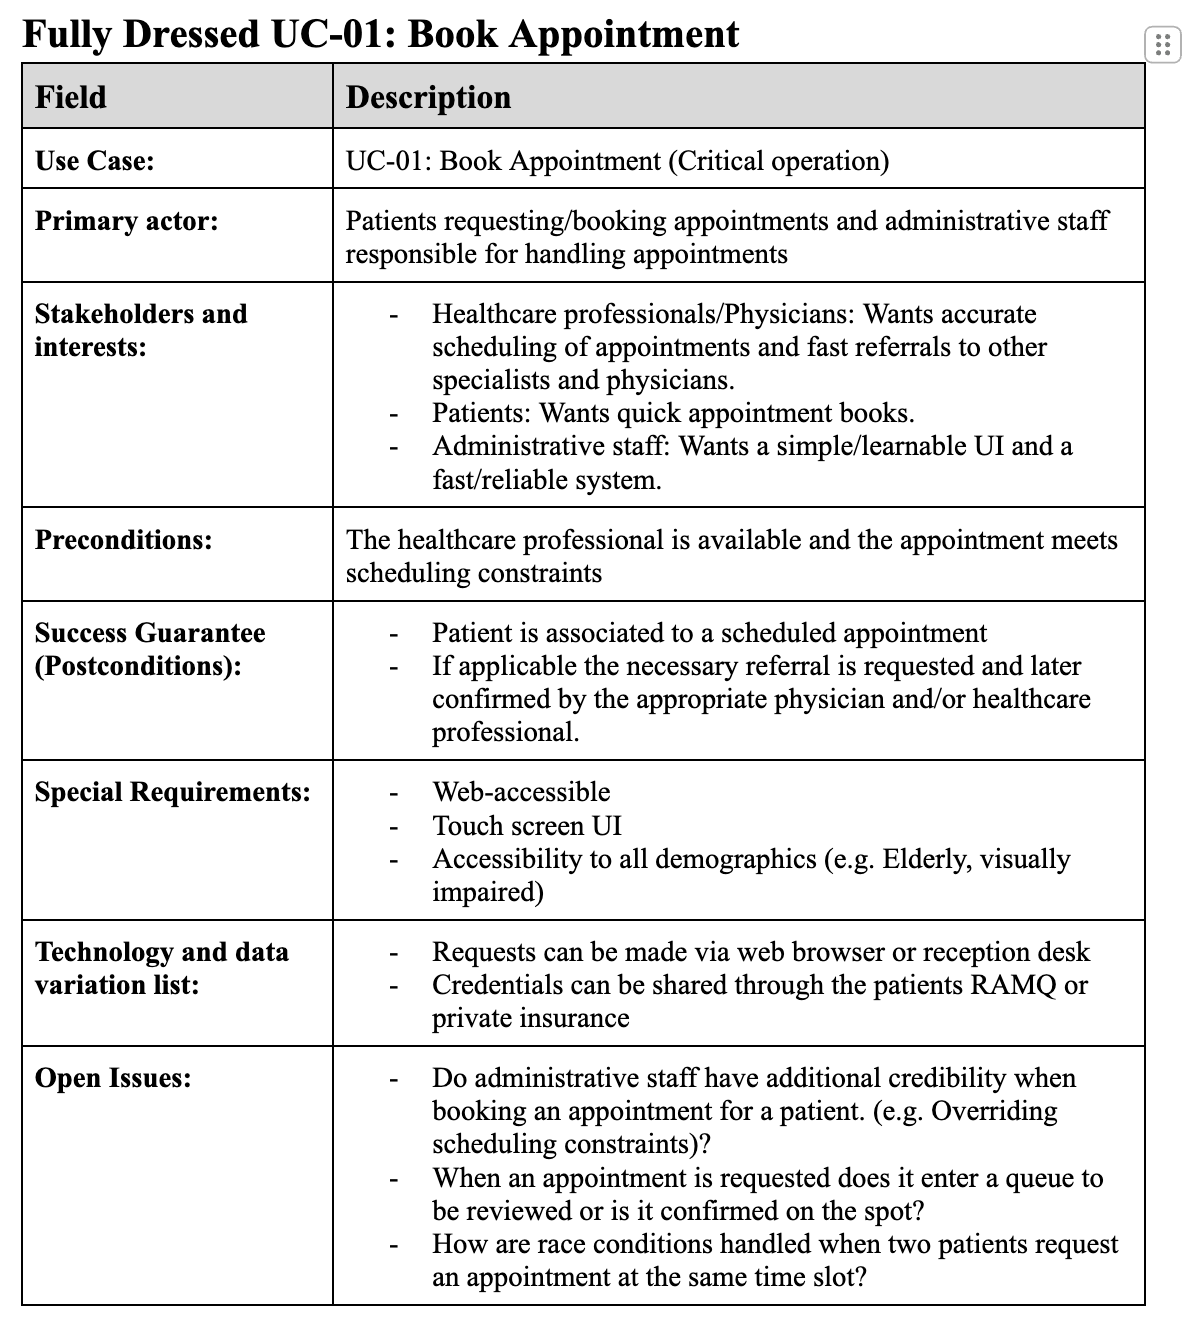 Fully Dressed UC-01: Book Appointment
Field
Description
Use Case:
UC-01: Book Appointment (Critical operation)
Primary actor:
Patients requesting/booking appointments and administrative staff
responsible for handling appointments
Stakeholders and
interests:
- Healthcare professionals/Physicians: Wants accurate
scheduling of appointments and fast referrals to other
specialists and physicians.
- Patients: Wants quick appointment books.
- Administrative staff: Wants a simple/learnable UI and a
fast/reliable system.
Preconditions:
The healthcare professional is available and the appointment meets
scheduling constraints
Success Guarantee
(Postconditions):
- Patient is associated to a scheduled appointment
- If applicable the necessary referral is requested and later
confirmed by the appropriate physician and/or healthcare
professional.
Special Requirements:
- Web-accessible
- Touch screen UI
- Accessibility to all demographics (e.g. Elderly, visually
impaired)
Technology and data
variation list:
- Requests can be made via web browser or reception desk
- Credentials can be shared through the patients RAMQ or
private insurance
Open Issues:
- Do administrative staff have additional credibility when
booking an appointment for a patient. (e.g. Overriding
scheduling constraints)?
- When an appointment is requested does it enter a queue to
be reviewed or is it confirmed on the spot?
- How are race conditions handled when two patients request
an appointment at the same time slot?